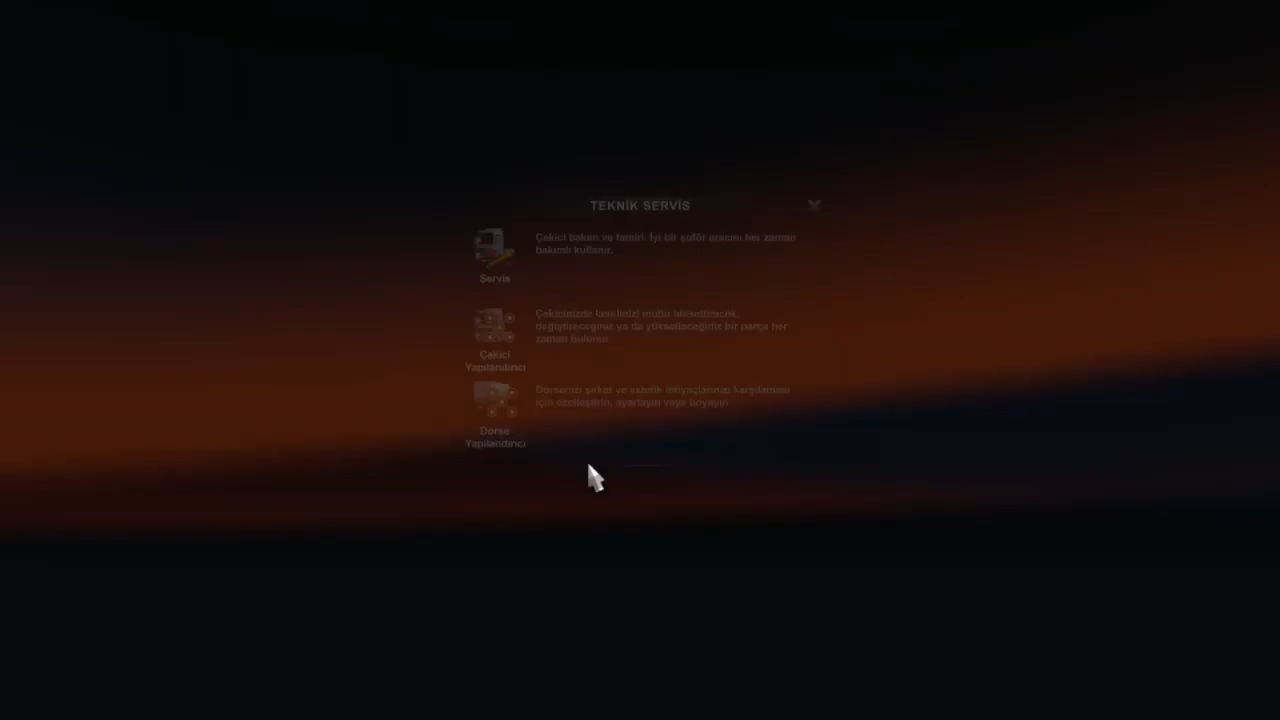 TEKNİK SERVİS
Çekici bakım ve tamiri. İyi bir şoför aracını her zaman
bakımlı kullanır.
Servis
Çekicinizde kendinizi mutlu hissettirecek,
değiştireceğiniz ya da yükselteceğiniz bir parça her
zaman bulunur.
Çekici
Yapılandırıcı
Dorsenizi şirket ve estetik ihtiyaçlarınızı karşılaması
için özelleştirin, ayarlayın veya boyayın.
Dorse
Yapılandırıcı